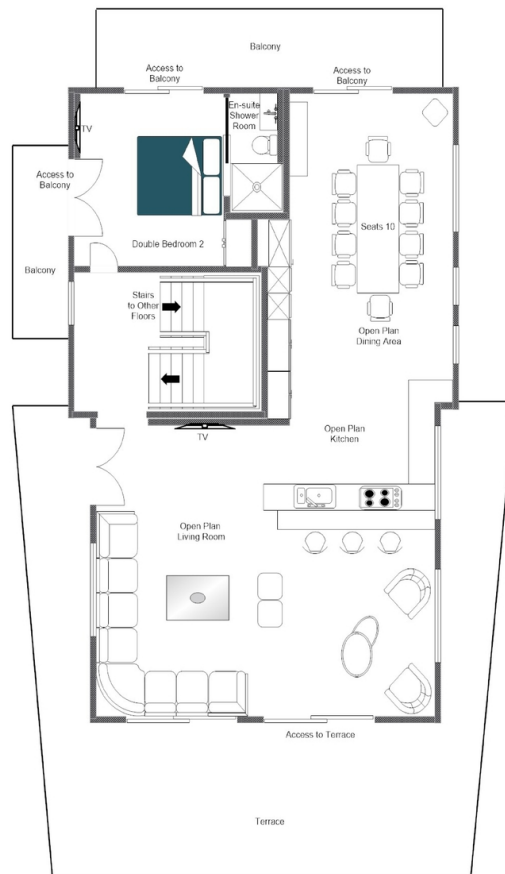 Balcony
Access to
Balcony
Access to
Balcony
En-suite
Shower
Room
TV
Access to
Balcony
Seats 10
Double Bedroom 2
Balcony
Stairs
to Other
Floors
Open Plan
Dining Area
Open Plan
Kitchen
TV
Open Plan
Living Room
Access to Terrace
Terrace